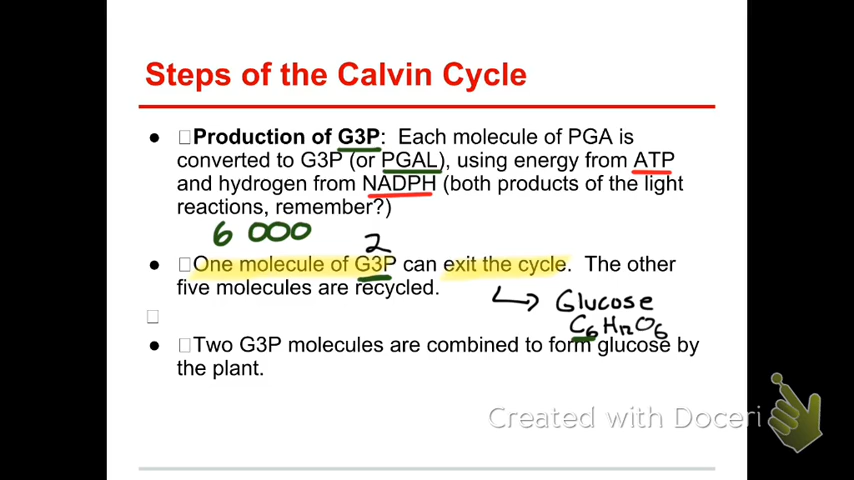 Steps of the Calvin Cycle
● Production of G3P: Each molecule of PGA is
converted to G3P (or PGAL), using energy from ATP
and hydrogen from NADPH (both products of the light
reactions, remember?)
6 000
2
● One molecule of G3P can exit the cycle. The other
five molecules are recycled.
Glucose
C6H12O6
● Two G3P molecules are combined to form glucose by
the plant.
Created with Doceri